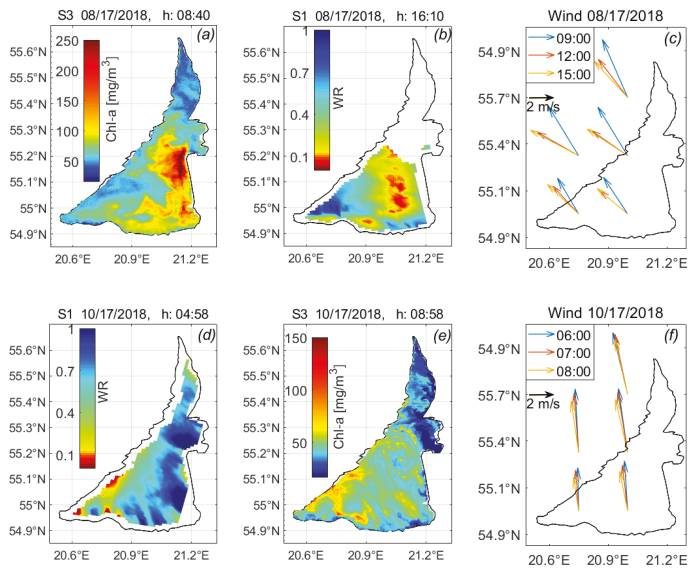 S3 08/17/2018, h: 08:40
(a)
250
200
150
100
50
Chl-a [mg/m³]
55.6°N
55.5°N
55.4°N
55.3°N
55.2°N
55.1°N
55°N
54.9°N
20.6°E 20.9°E 21.2°E
S1 08/17/2018, h: 16:10
(b)
1
0.7
0.4
0.1
WR
55.6°N
55.5°N
55.4°N
55.3°N
55.2°N
55.1°N
55°N
54.9°N
20.6°E 20.9°E 21.2°E
Wind 08/17/2018
(c)
09:00
12:00
15:00
2 m/s
54.9°N
55.7°N
55.4°N
55.1°N
54.9°N
20.6°E 20.9°E 21.2°E
S1 10/17/2018, h: 04:58
(d)
1
0.7
0.4
0.1
WR
55.6°N
55.5°N
55.4°N
55.3°N
55.2°N
55.1°N
55°N
54.9°N
20.6°E 20.9°E 21.2°E
S3 10/17/2018, h: 08:58
(e)
150
100
50
Chl-a [mg/m³]
55.6°N
55.5°N
55.4°N
55.3°N
55.2°N
55.1°N
55°N
54.9°N
20.6°E 20.9°E 21.2°E
Wind 10/17/2018
(f)
06:00
07:00
08:00
2 m/s
54.9°N
55.7°N
55.4°N
55.1°N
54.9°N
20.6°E 20.9°E 21.2°E